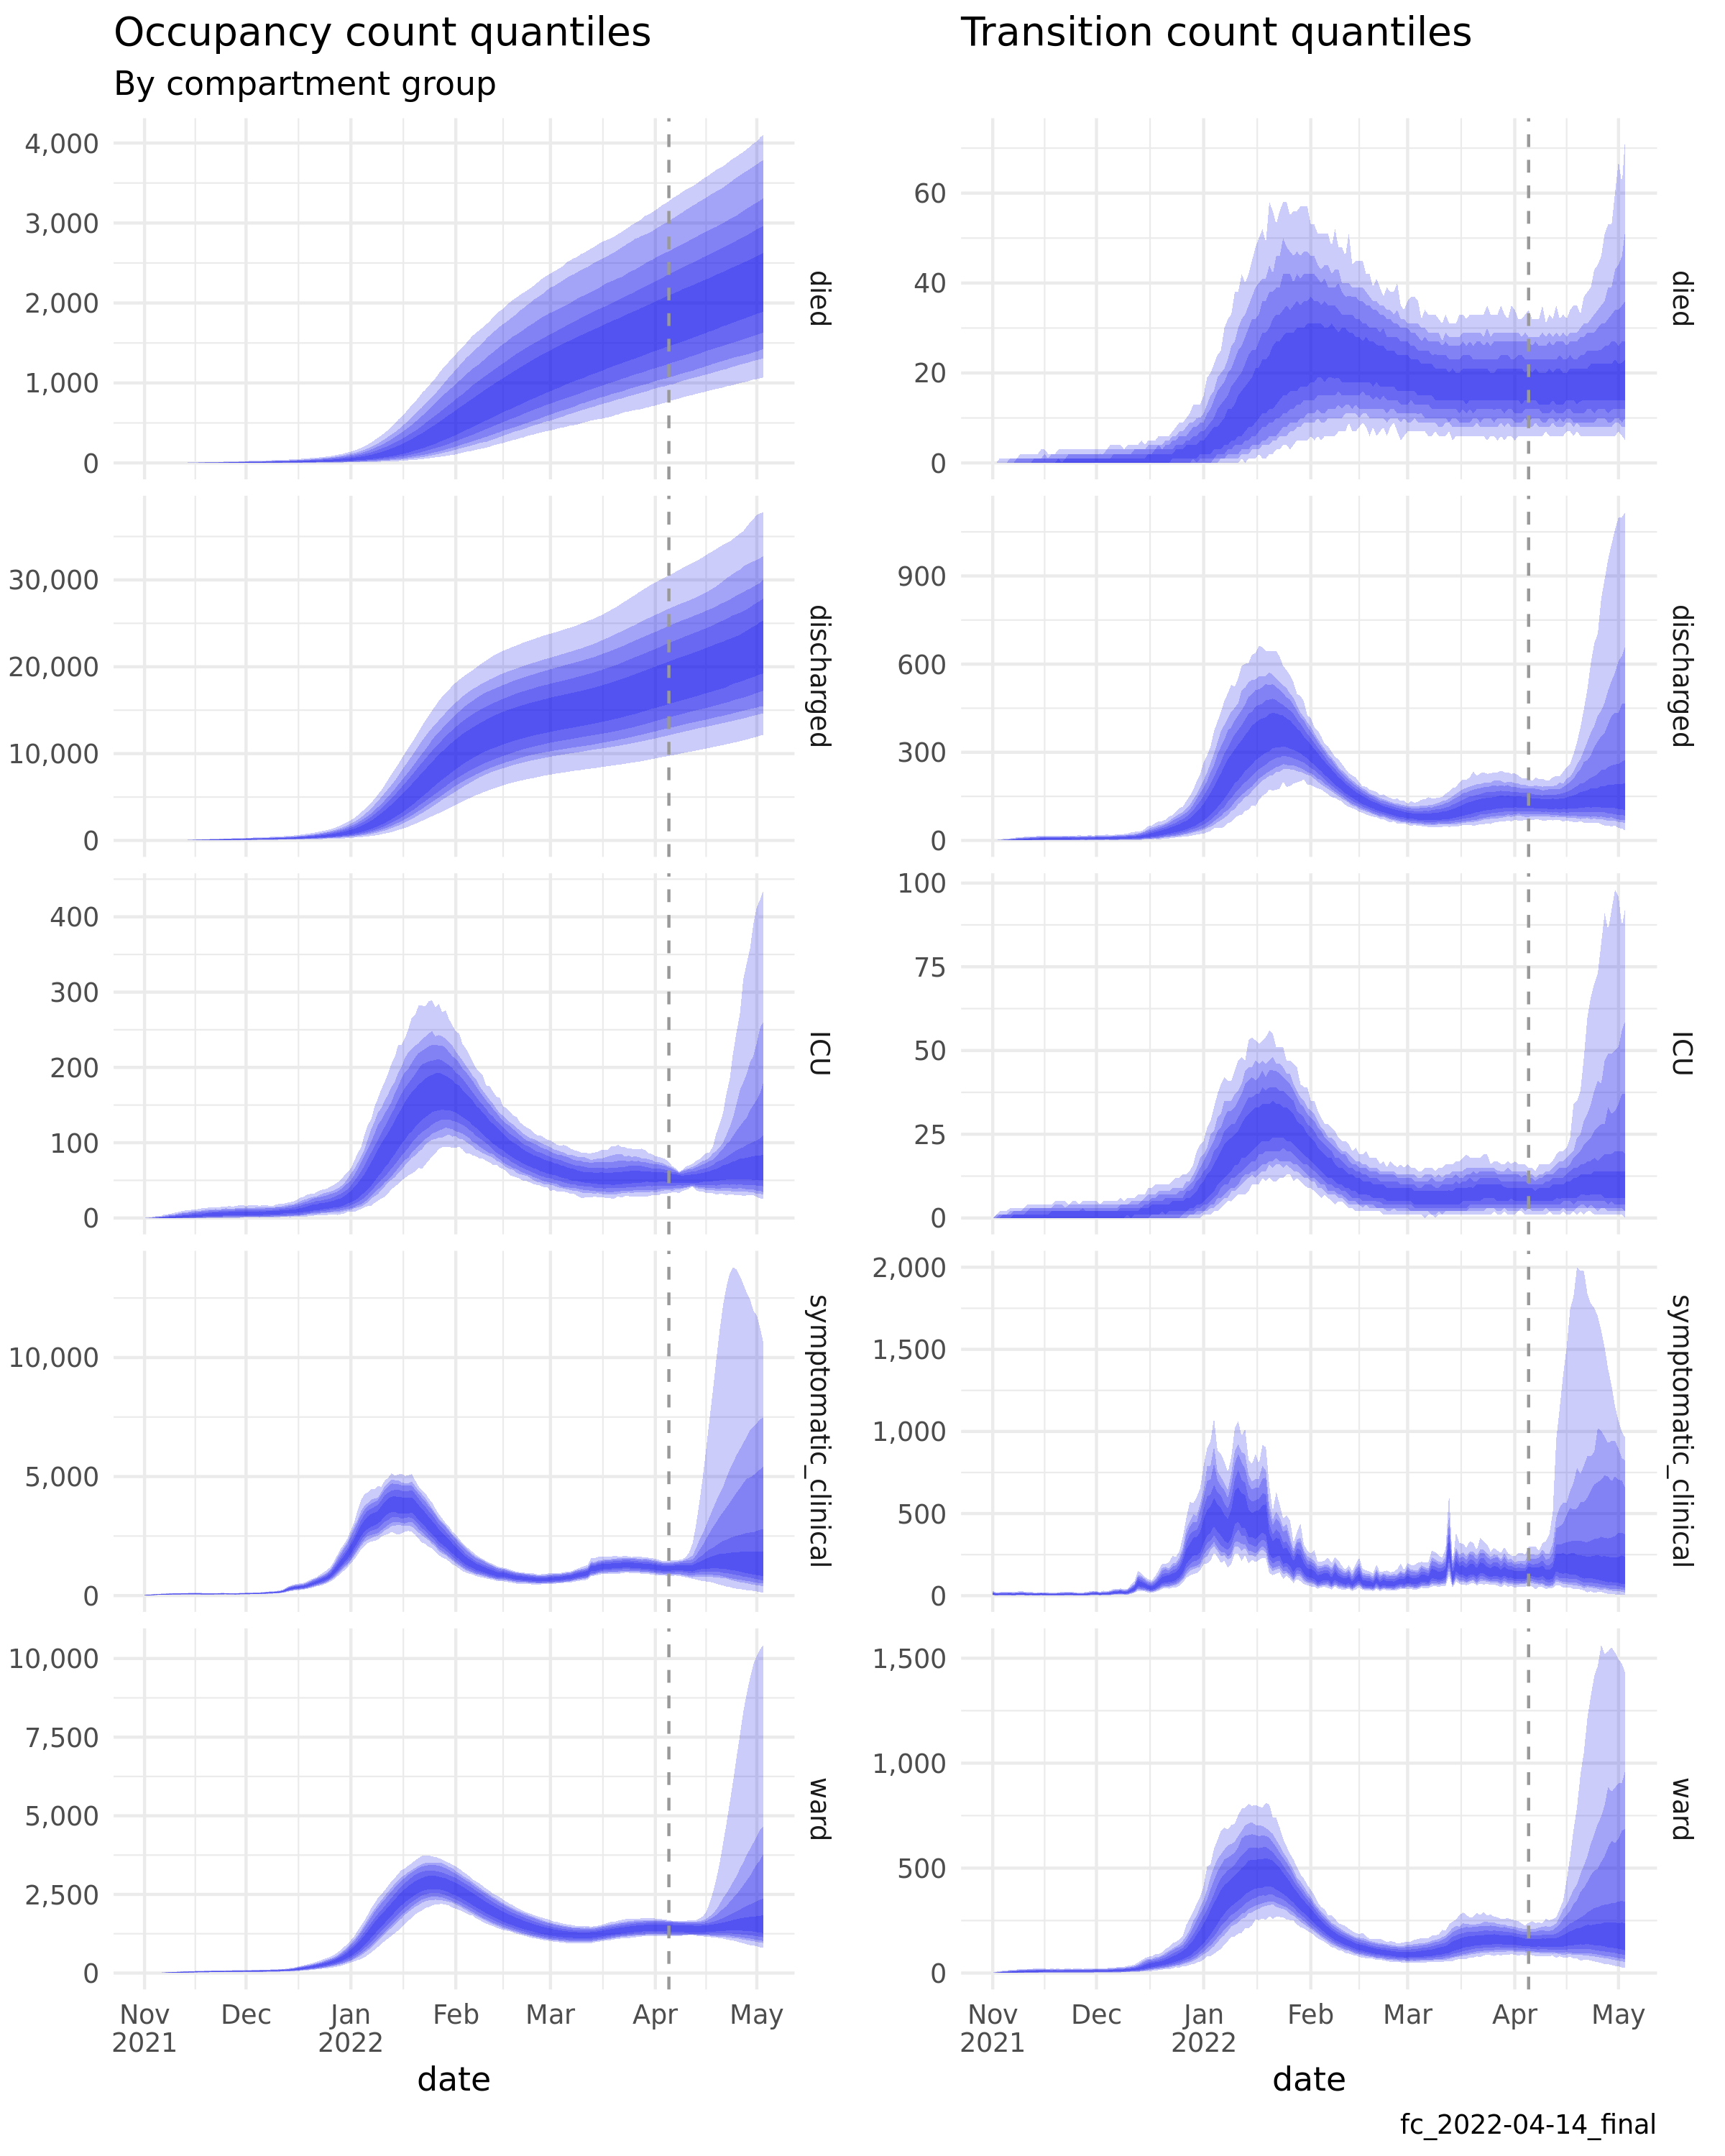 Occupancy count quantiles
By compartment group
4,000
3,000
2,000
1,000
0
died
30,000
20,000
10,000
0
discharged
400
300
200
100
0
ICU
10,000
5,000
0
symptomatic_clinical
10,000
7,500
5,000
2,500
0
ward
Nov Dec Jan Feb Mar Apr May
2021 2022
date
Transition count quantiles
60
40
20
0
died
900
600
300
0
discharged
100
75
50
25
0
ICU
2,000
1,500
1,000
500
0
symptomatic_clinical
1,500
1,000
500
0
ward
Nov Dec Jan Feb Mar Apr May
2021 2022
date
fc_2022-04-14_final